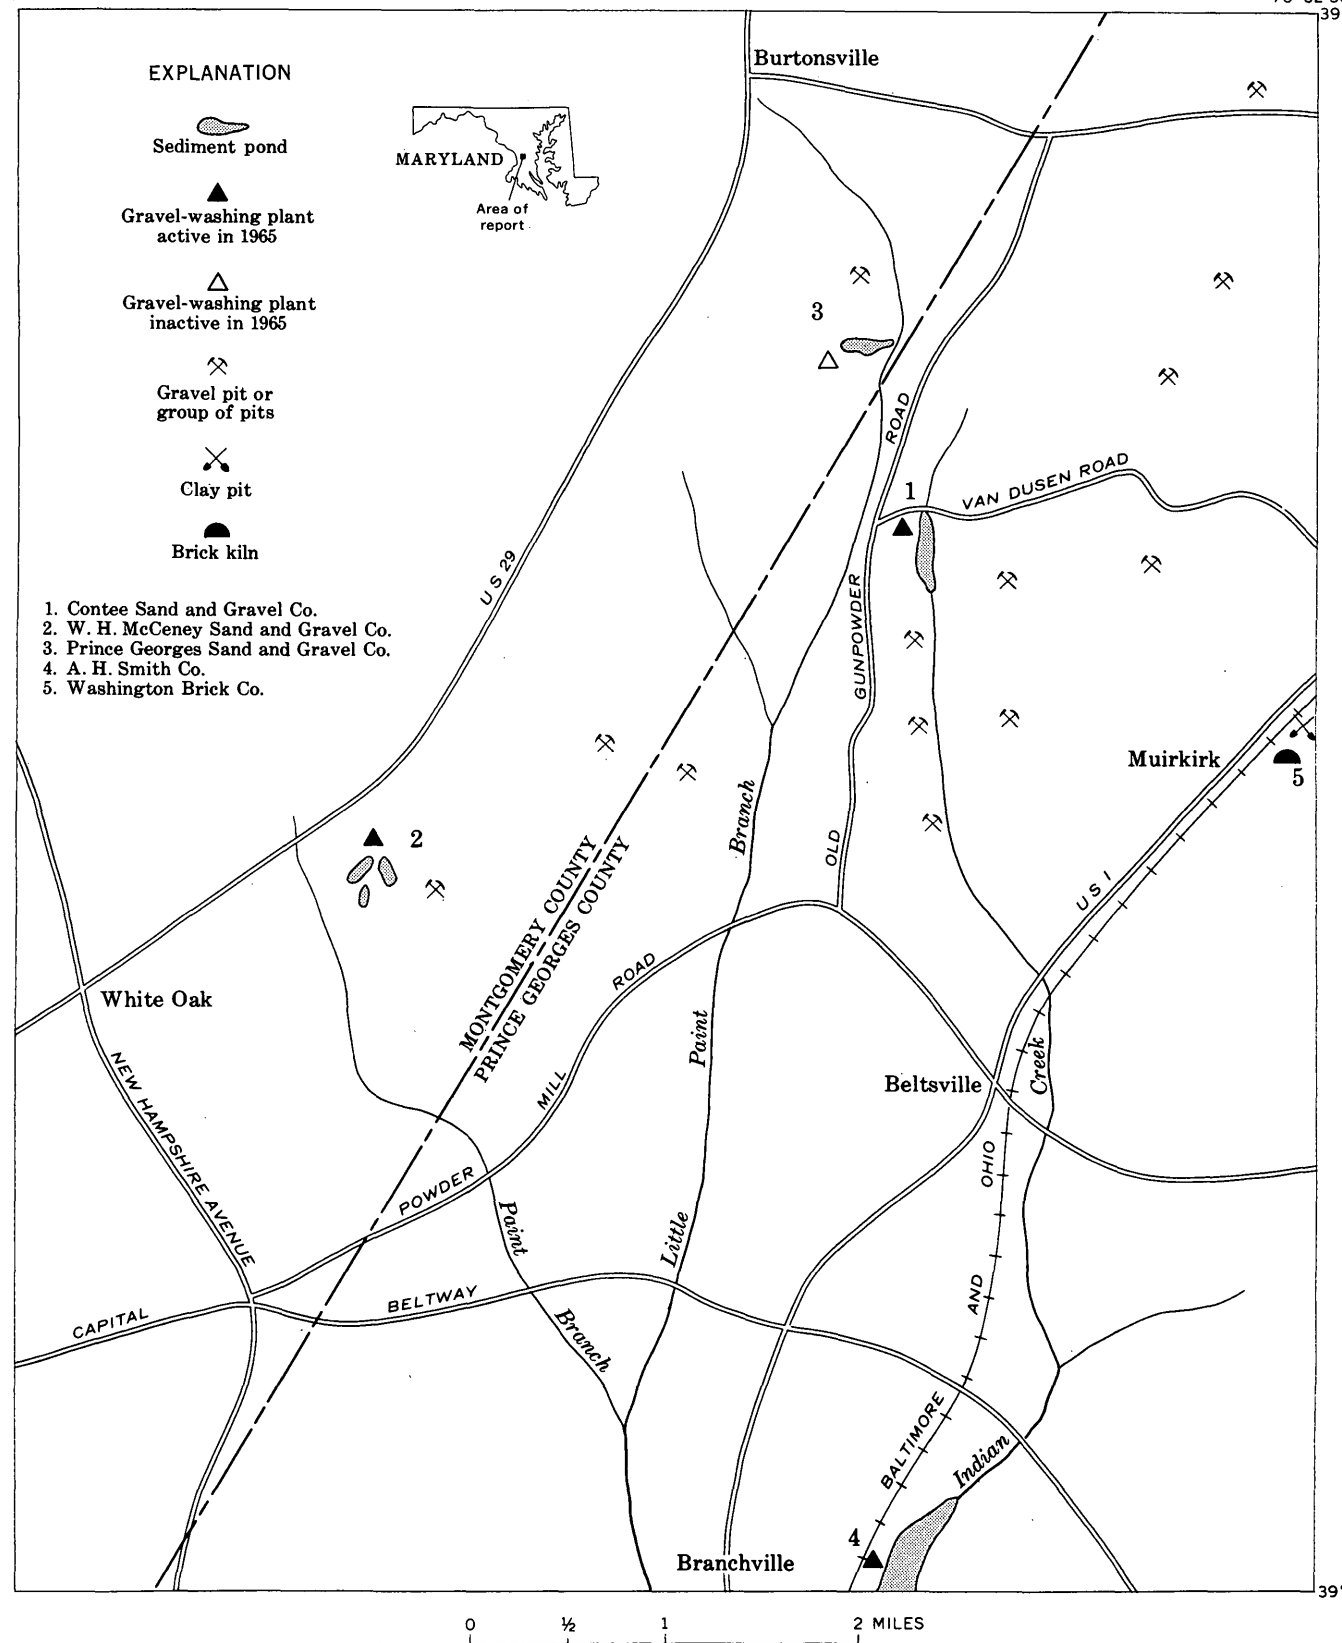 39
Burtonsville
EXPLANATION
Sediment pond
MARYLAND
Area of
report
Gravel-washing plant
active in 1965
Gravel-washing plant
inactive in 1965
Gravel pit or
group of pits
Clay pit
Brick kiln
1. Contee Sand and Gravel Co.
2. W. H. McCeney Sand and Gravel Co.
3. Prince Georges Sand and Gravel Co.
4. A. H. Smith Co.
5. Washington Brick Co.
3
ROAD
1
VAN DUSEN ROAD
US 29
GUNPOWDER
Muirkirk
5
Branch
2
OLD
MONTGOMERY COUNTY
PRINCE GEORGES COUNTY
US 1
ROAD
White Oak
Paint
NEW HAMPSHIRE AVENUE
MILL
Beltsville
Creek
OHIO
POWDER
Paint
Little
AND
CAPITAL
BELTWAY
Branch
BALTIMORE
Indian
4
Branchville
39°
0 ½ 1 2 MILES